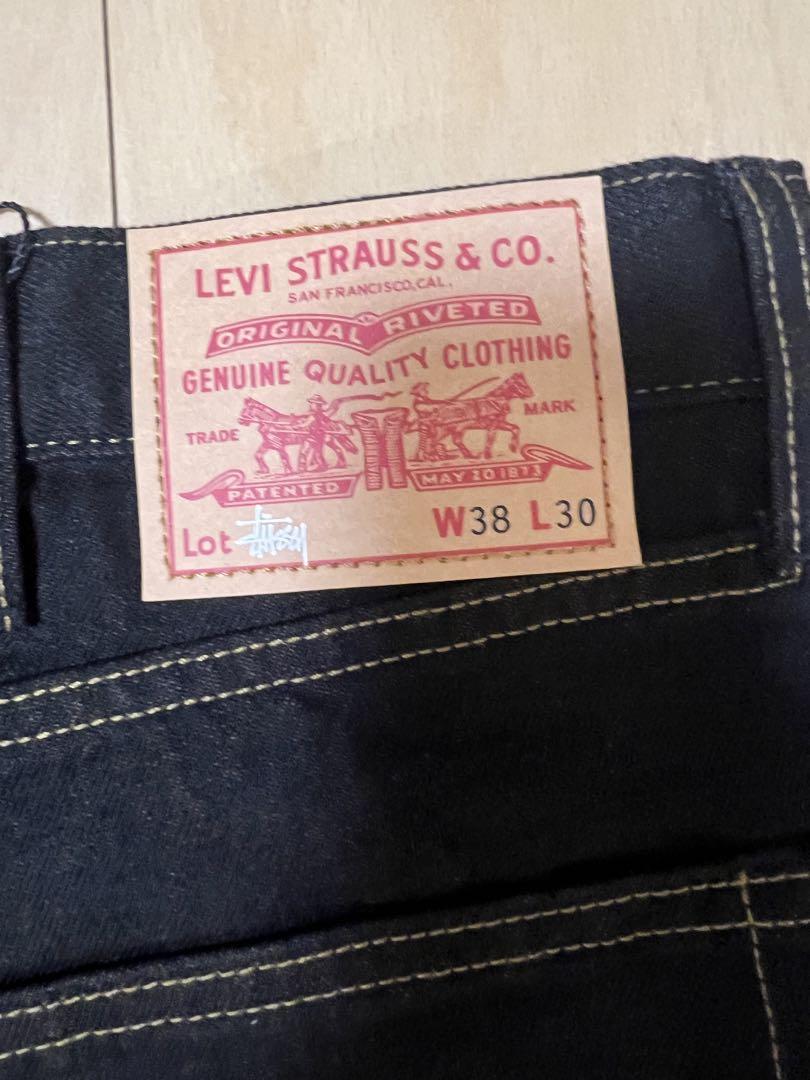 LEVI STRAUSS & CO.
SAN FRANCISCO, CAL.
ORIGINAL RIVETED
GENUINE QUALITY CLOTHING
TRADE MARK
PATENTED MAY 20 1873
Lot Stüssy W38 L30